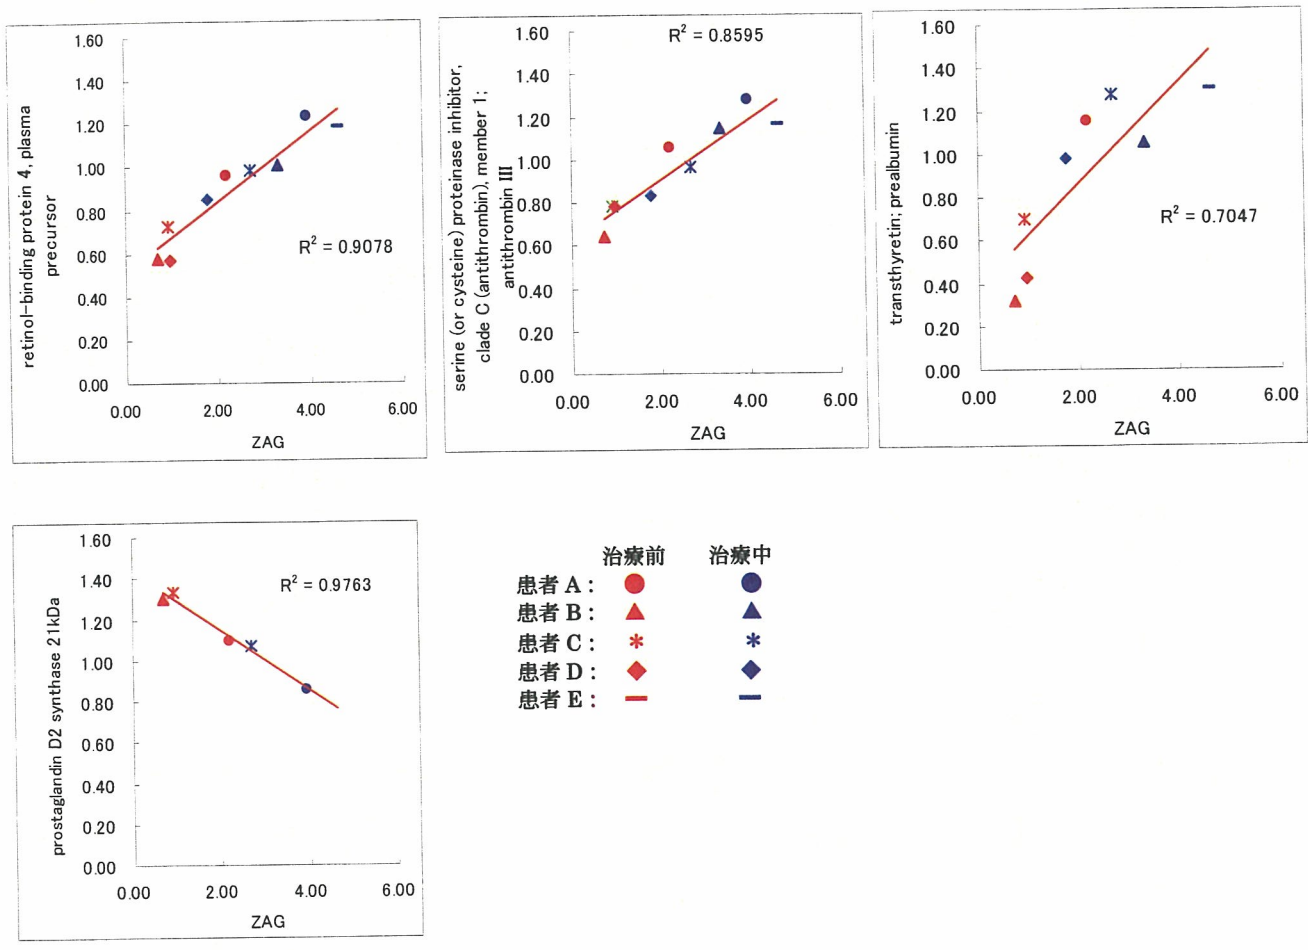 1.60
1.40
1.20
1.00
0.80
0.60
0.40
0.20
0.00
0.00 2.00 4.00 6.00
ZAG
retinol-binding protein 4, plasma
precursor
R² = 0.9078
1.60
1.40
1.20
1.00
0.80
0.60
0.40
0.20
0.00
0.00 2.00 4.00 6.00
ZAG
serine (or cysteine) proteinase inhibitor,
clade C (antithrombin), member 1;
antithrombin III
R² = 0.8595
1.60
1.40
1.20
1.00
0.80
0.60
0.40
0.20
0.00
0.00 2.00 4.00 6.00
ZAG
transthyretin; prealbumin
R² = 0.7047
1.60
1.40
1.20
1.00
0.80
0.60
0.40
0.20
0.00
0.00 2.00 4.00 6.00
ZAG
prostaglandin D2 synthase 21kDa
R² = 0.9763
治療前 治療中
患者 A :
患者 B :
患者 C :
患者 D :
患者 E :